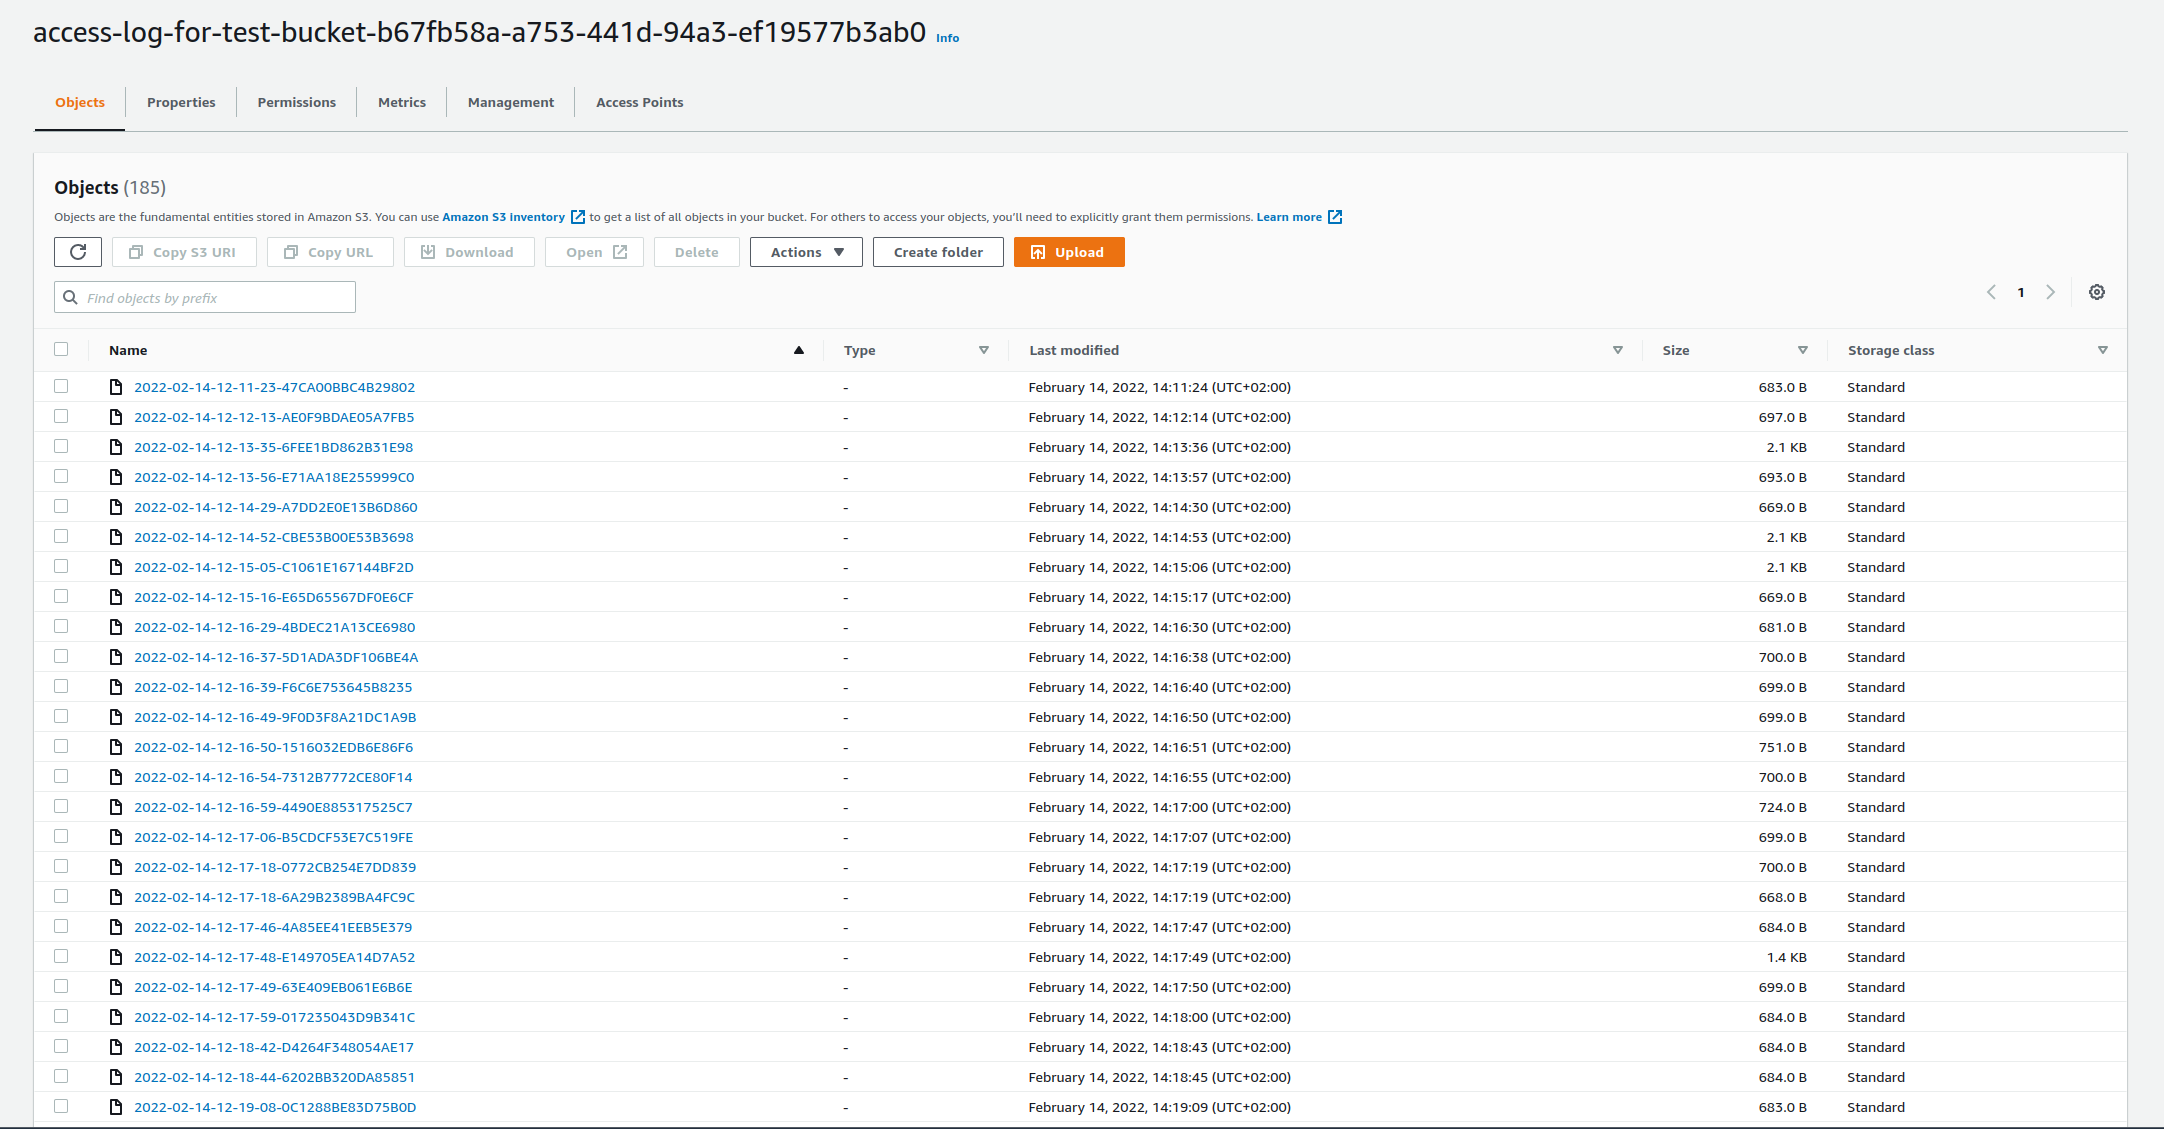 access-log-for-test-bucket-b67fb58a-a753-441d-94a3-ef19577b3ab0 Info
Objects Properties Permissions Metrics Management Access Points
Objects (185)
Objects are the fundamental entities stored in Amazon S3. You can use Amazon S3 inventory to get a list of all objects in your bucket. For others to access your objects, you'll need to explicitly grant them permissions. Learn more
Copy S3 URI Copy URL Download Open Delete Actions Create folder Upload
Find objects by prefix 1
Name Type Last modified Size Storage class
2022-02-14-12-11-23-47CA00BBC4B29802 - February 14, 2022, 14:11:24 (UTC+02:00) 683.0 B Standard
2022-02-14-12-12-13-AE0F9BDAE05A7FB5 - February 14, 2022, 14:12:14 (UTC+02:00) 697.0 B Standard
2022-02-14-12-13-35-6FEE1BD862B31E98 - February 14, 2022, 14:13:36 (UTC+02:00) 2.1 KB Standard
2022-02-14-12-13-56-E71AA18E255999C0 - February 14, 2022, 14:13:57 (UTC+02:00) 693.0 B Standard
2022-02-14-12-14-29-A7DD2E0E13B6D860 - February 14, 2022, 14:14:30 (UTC+02:00) 669.0 B Standard
2022-02-14-12-14-52-CBE53B00E53B3698 - February 14, 2022, 14:14:53 (UTC+02:00) 2.1 KB Standard
2022-02-14-12-15-05-C1061E167144BF2D - February 14, 2022, 14:15:06 (UTC+02:00) 2.1 KB Standard
2022-02-14-12-15-16-E65D65567DF0E6CF - February 14, 2022, 14:15:17 (UTC+02:00) 669.0 B Standard
2022-02-14-12-16-29-4BDEC21A13CE6980 - February 14, 2022, 14:16:30 (UTC+02:00) 681.0 B Standard
2022-02-14-12-16-37-5D1ADA3DF106BE4A - February 14, 2022, 14:16:38 (UTC+02:00) 700.0 B Standard
2022-02-14-12-16-39-F6C6E753645B8235 - February 14, 2022, 14:16:40 (UTC+02:00) 699.0 B Standard
2022-02-14-12-16-49-9F0D3F8A21DC1A9B - February 14, 2022, 14:16:50 (UTC+02:00) 699.0 B Standard
2022-02-14-12-16-50-1516032EDB6E86F6 - February 14, 2022, 14:16:51 (UTC+02:00) 751.0 B Standard
2022-02-14-12-16-54-7312B7772CE80F14 - February 14, 2022, 14:16:55 (UTC+02:00) 700.0 B Standard
2022-02-14-12-16-59-4490E885317525C7 - February 14, 2022, 14:17:00 (UTC+02:00) 724.0 B Standard
2022-02-14-12-17-06-B5CDCF53E7C519FE - February 14, 2022, 14:17:07 (UTC+02:00) 699.0 B Standard
2022-02-14-12-17-18-0772CB254E7DD839 - February 14, 2022, 14:17:19 (UTC+02:00) 700.0 B Standard
2022-02-14-12-17-18-6A29B2389BA4FC9C - February 14, 2022, 14:17:19 (UTC+02:00) 668.0 B Standard
2022-02-14-12-17-46-4A85EE41EEB5E379 - February 14, 2022, 14:17:47 (UTC+02:00) 684.0 B Standard
2022-02-14-12-17-48-E149705EA14D7A52 - February 14, 2022, 14:17:49 (UTC+02:00) 1.4 KB Standard
2022-02-14-12-17-49-63E409EB061E6B6E - February 14, 2022, 14:17:50 (UTC+02:00) 699.0 B Standard
2022-02-14-12-17-59-017235043D9B341C - February 14, 2022, 14:18:00 (UTC+02:00) 684.0 B Standard
2022-02-14-12-18-42-D4264F348054AE17 - February 14, 2022, 14:18:43 (UTC+02:00) 684.0 B Standard
2022-02-14-12-18-44-6202BB320DA85851 - February 14, 2022, 14:18:45 (UTC+02:00) 684.0 B Standard
2022-02-14-12-19-08-0C1288BE83D75B0D - February 14, 2022, 14:19:09 (UTC+02:00) 683.0 B Standard